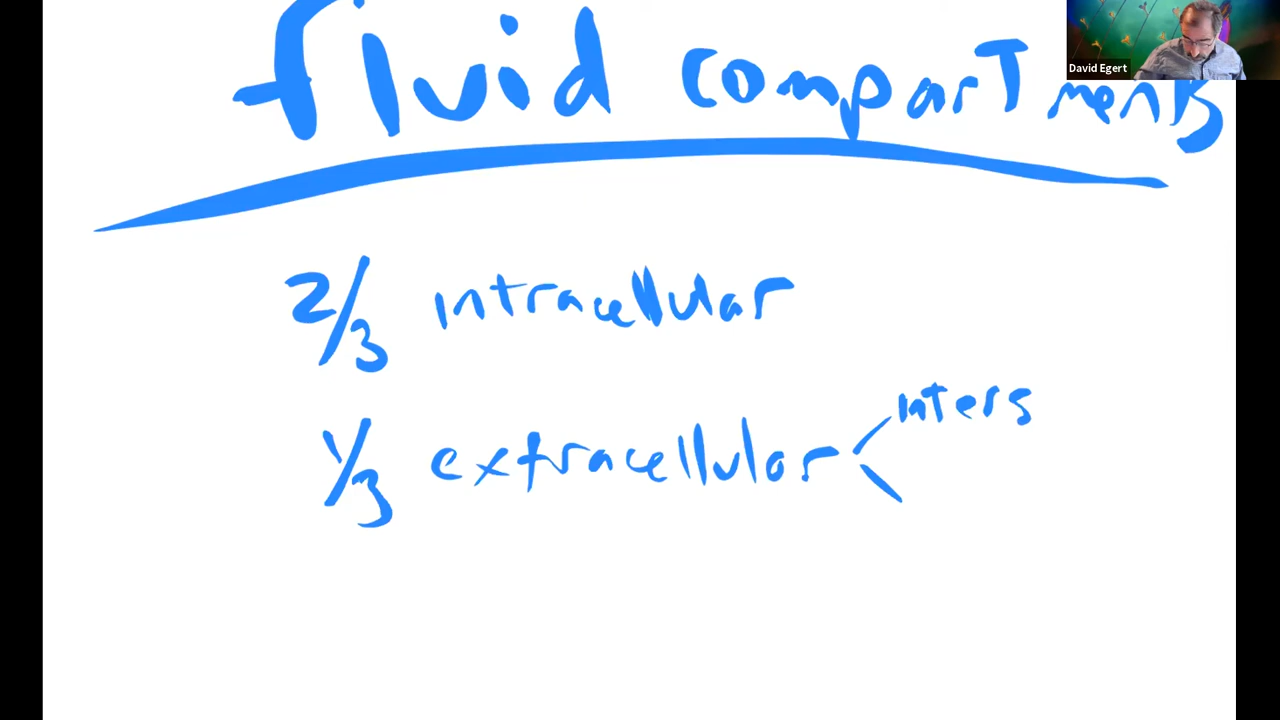 fluid compartments
David Egert
2/3 intracellular
inters
1/3 extracellular